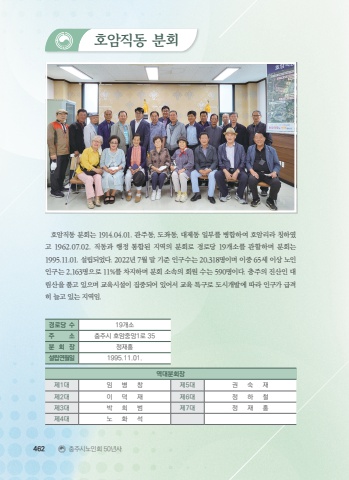 호암직동 분회
호암직동 분회는 1914.04.01. 관주동, 도좌동, 대제동 일부를 병합하여 호암리라 칭하였
고 1962.07.02. 직동과 행정 통합된 지역의 분회로 경로당 19개소를 관할하며 분회는
1995.11.01. 설립되었다. 2022년 7월 말 기준 인구수는 20,318명이며 이중 65세 이상 노인
인구는 2,163명으로 11%를 차지하며 분회 소속의 회원 수는 590명이다. 충주의 진산인 대
림산을 품고 있으며 교육시설이 집중되어 있어서 교육 특구로 도시개발에 따라 인구가 급격
히 늘고 있는 지역임.
경로당 수 19개소
주 소 충주시 호암중앙1로 35
분 회 장 정재홍
설립연월일 1995.11.01.
역대분회장
제1대 임 병 창 제5대 권 숙 재
제2대 이 덕 재 제6대 정 하 철
제3대 박 희 병 제7대 정 재 홍
제4대 노 화 석
462 충주시노인회 50년사